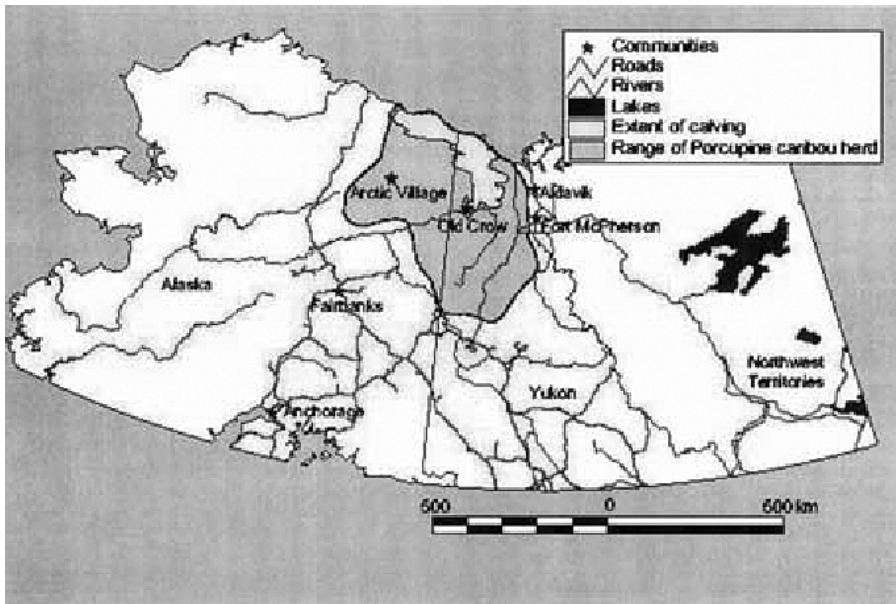 Communities
Roads
Rivers
Lakes
Extent of calving
Range of Porcupine caribou herd
Arctic Village
Aklavik
Old Crow
Fort McPherson
Alaska
Fairbanks
Northwest
Territories
Yukon
Anchorage
500 0 500 km